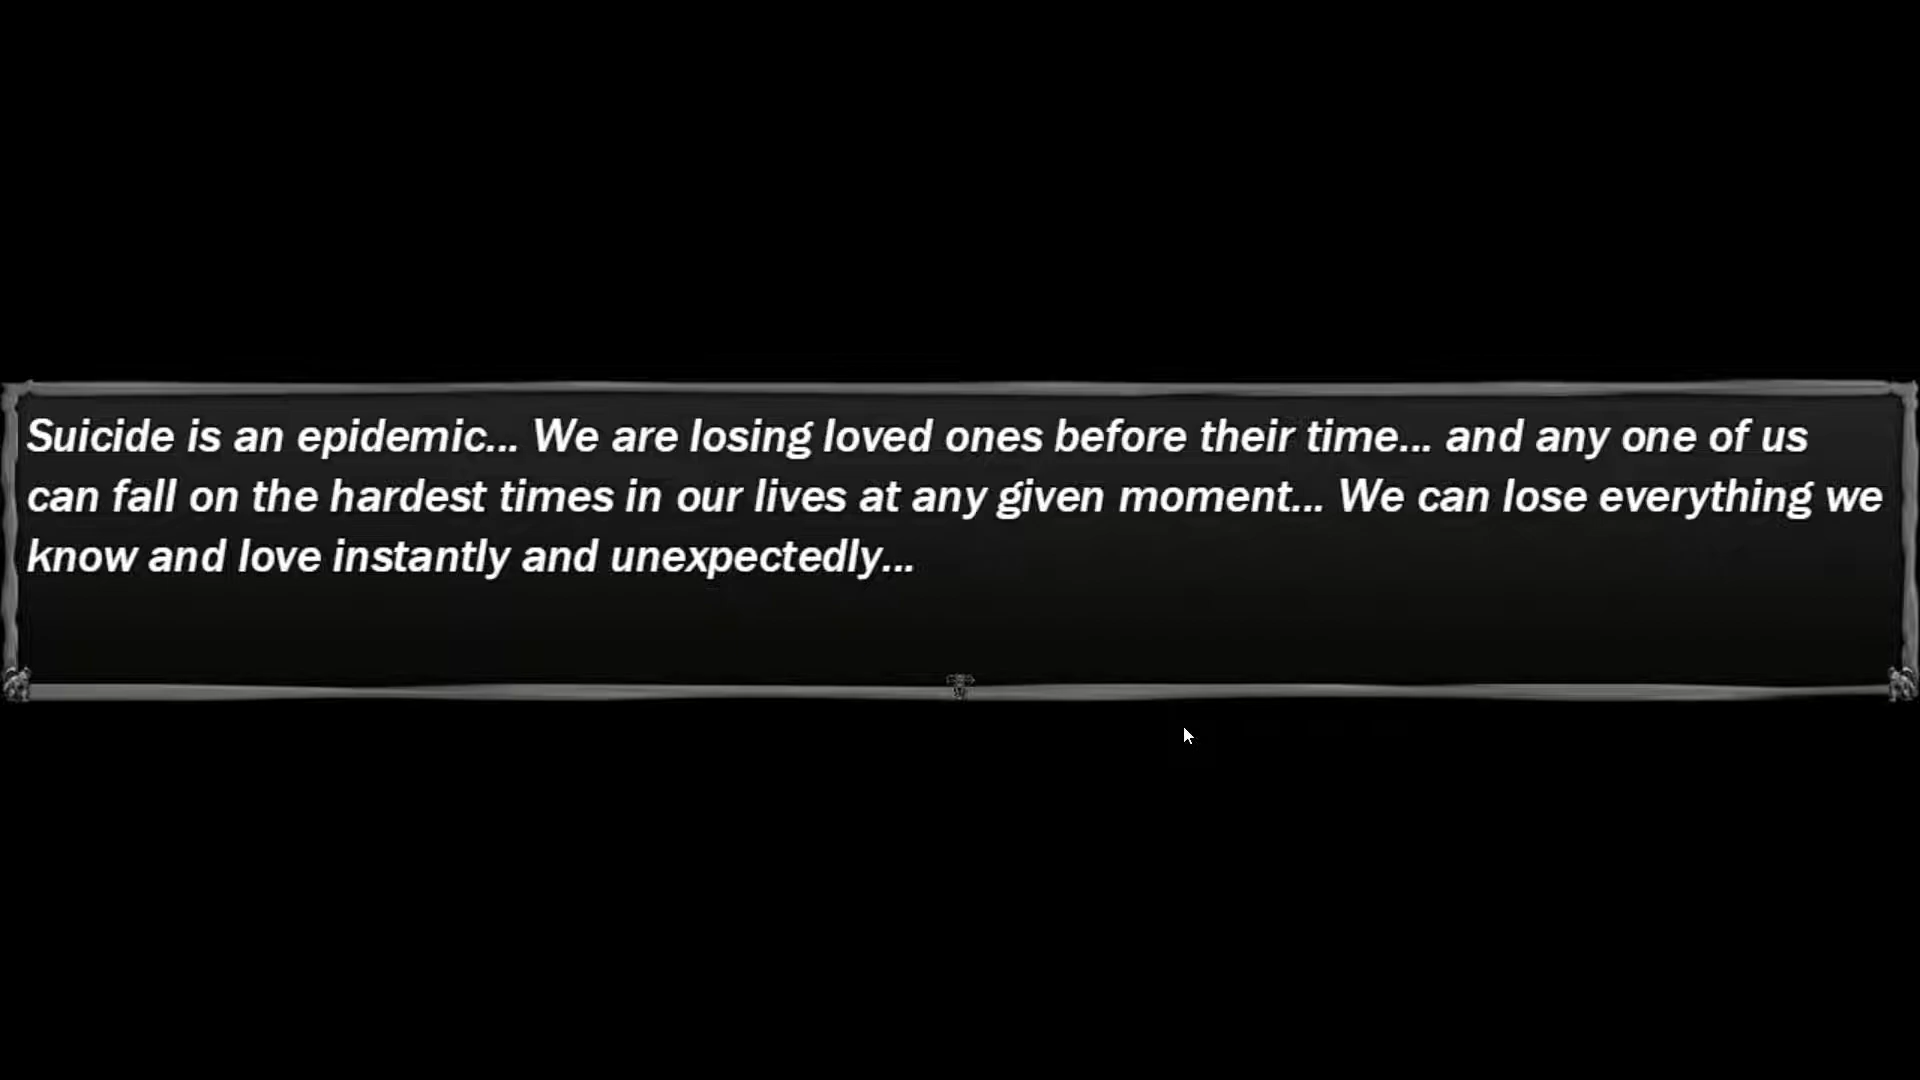 Suicide is an epidemic... We are losing loved ones before their time... and any one of us
can fall on the hardest times in our lives at any given moment... We can lose everything we
know and love instantly and unexpectedly...